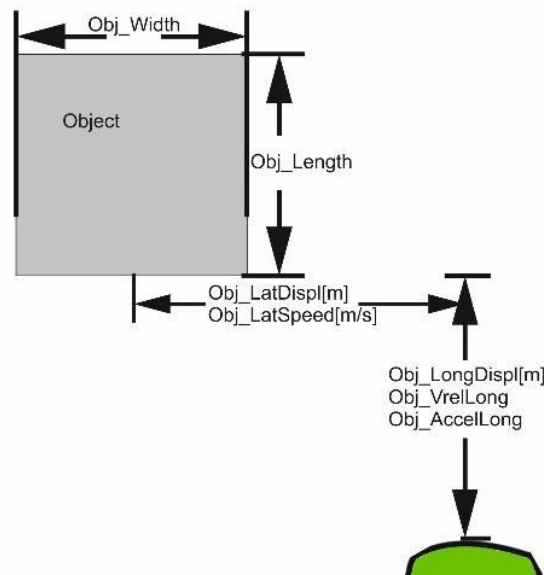 Obj_Width
Object
Obj_Length
Obj_LatDispl[m]
Obj_LatSpeed[m/s]
Obj_LongDispl[m]
Obj_VrelLong
Obj_AccelLong